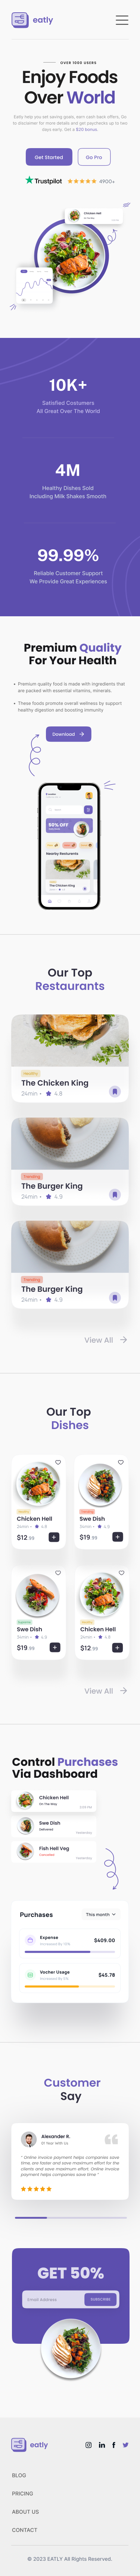 eatly
OVER 1000 USERS
Enjoy Foods
Over World
Eatly help you set saving goals, earn cash back offers, Go
to disclaimer for more details and get paychecks up to two
days early. Get a $20 bonus.
Get Started
Go Pro
Trustpilot
4900+
Chicken Hell
10K+
Satisfied Costumers
All Great Over The World
4M
Healthy Dishes Sold
Including Milk Shakes Smooth
99.99%
Reliable Customer Support
We Provide Great Experiences
Premium Quality
For Your Health
Premium quality food is made with ingredients that
are packed with essential vitamins, minerals.
These foods promote overall wellness by support
healthy digestion and boosting immunity
Download
50% OFF
The Chicken King
Our Top
Restaurants
Healthy
The Chicken King
24min • 4.8
Trending
The Burger King
24min • 4.9
Trending
The Burger King
24min • 4.9
View All
Our Top
Dishes
Healthy
Chicken Hell
24min • 4.8
$12.99
Trending
Swe Dish
24min • 4.9
$19.99
Supreme
Swe Dish
24min • 4.9
$19.99
Healthy
Chicken Hell
24min • 4.8
$12.99
View All
Control Purchases
Via Dashboard
Chicken Hell
On The Way
3:09 PM
Swe Dish
Delivered
Yesterday
Fish Hell Veg
Cancelled
Yesterday
Purchases
This month
Expense
Increased By 10%
$409.00
Vocher Usage
Increased By 5%
$45.78
Customer
Say
Alexander R.
01 Year With Us
“ Online invoice payment helps companies save
time, are faster and save maximum effort for the
clients and save maximum effort. Online invoice
payment helps companies save time ”
GET 50%
Email Address
SUBSCRIBE
eatly
BLOG
PRICING
ABOUT US
CONTACT
© 2023 EATLY All Rights Reserved.